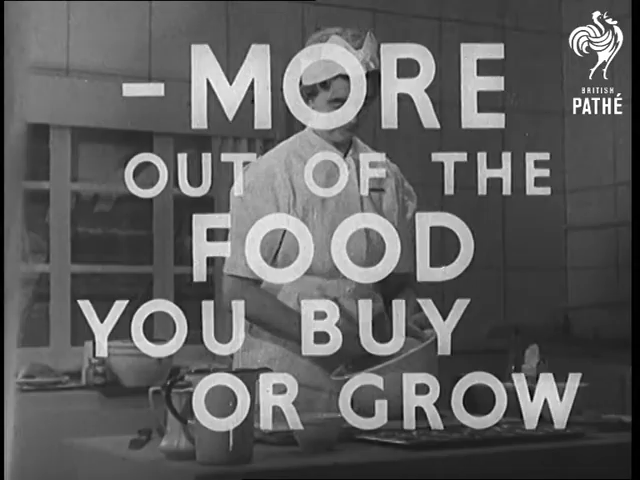 BRITISH
PATHÉ
– MORE
OUT OF THE
FOOD
YOU BUY
OR GROW